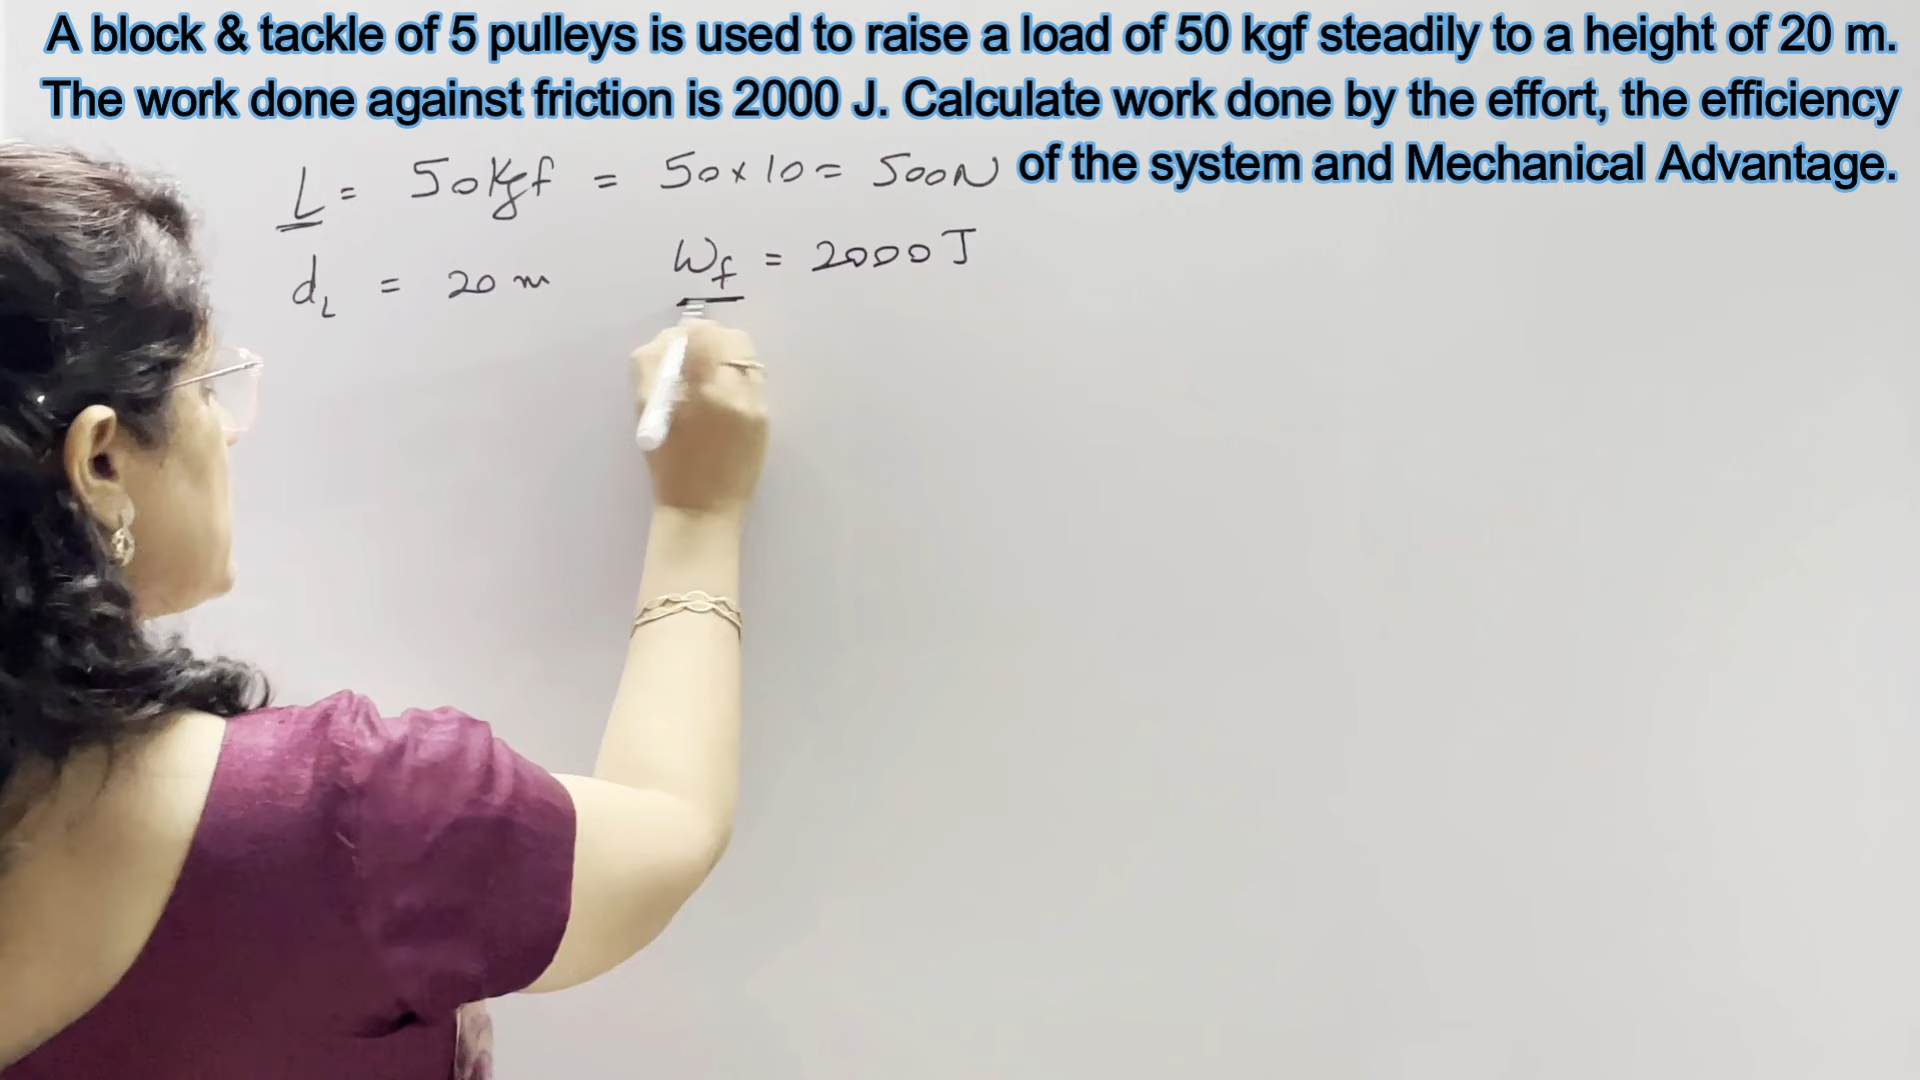 A block & tackle of 5 pulleys is used to raise a load of 50 kgf steadily to a height of 20 m.
The work done against friction is 2000 J. Calculate work done by the effort, the efficiency
of the system and Mechanical Advantage.
L = 50 kgf = 50 x 10 = 500N
dL = 20 m Wf = 2000 J